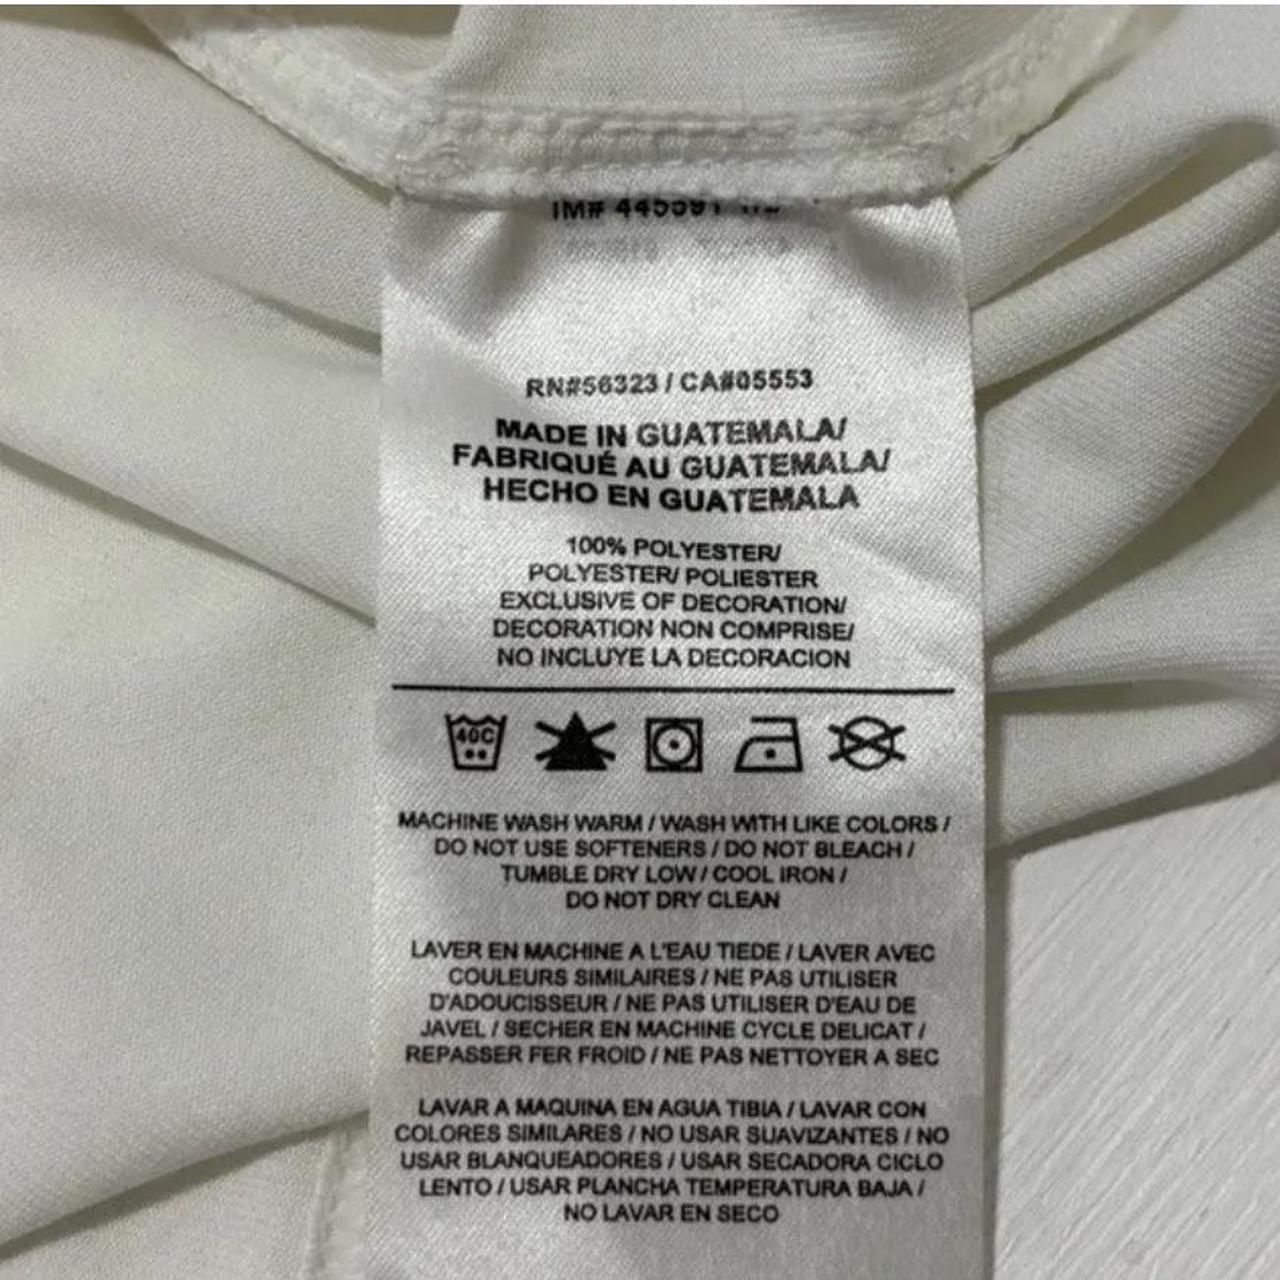 IM# 445591
RN#56323 / CA#05553
MADE IN GUATEMALA/
FABRIQUÉ AU GUATEMALA/
HECHO EN GUATEMALA
100% POLYESTER/
POLYESTER/ POLIESTER
EXCLUSIVE OF DECORATION/
DECORATION NON COMPRISE/
NO INCLUYE LA DECORACION
40C
MACHINE WASH WARM / WASH WITH LIKE COLORS /
DO NOT USE SOFTENERS / DO NOT BLEACH /
TUMBLE DRY LOW / COOL IRON /
DO NOT DRY CLEAN
LAVER EN MACHINE A L'EAU TIEDE / LAVER AVEC
COULEURS SIMILAIRES / NE PAS UTILISER
D'ADOUCISSEUR / NE PAS UTILISER D'EAU DE
JAVEL / SECHER EN MACHINE CYCLE DELICAT /
REPASSER FER FROID / NE PAS NETTOYER A SEC
LAVAR A MAQUINA EN AGUA TIBIA / LAVAR CON
COLORES SIMILARES / NO USAR SUAVIZANTES / NO
USAR BLANQUEADORES / USAR SECADORA CICLO
LENTO / USAR PLANCHA TEMPERATURA BAJA /
NO LAVAR EN SECO